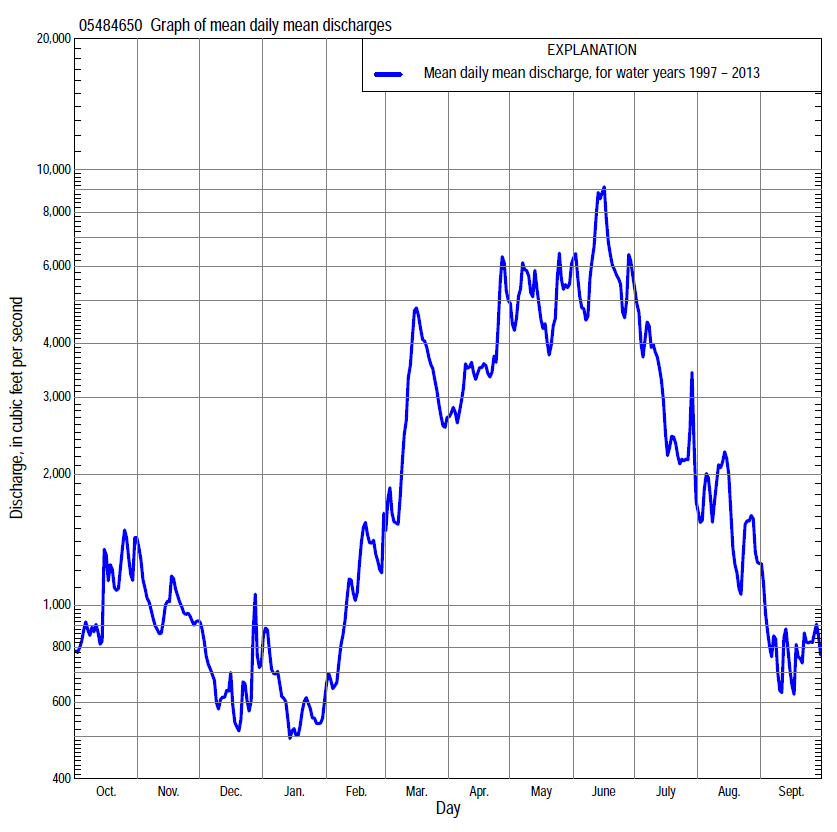 05484650 Graph of mean daily mean discharges
EXPLANATION
Mean daily mean discharge, for water years 1997 – 2013
20,000
10,000
8,000
6,000
4,000
3,000
2,000
1,000
800
600
400
Discharge, in cubic feet per second
Oct. Nov. Dec. Jan. Feb. Mar. Apr. May June July Aug. Sept.
Day